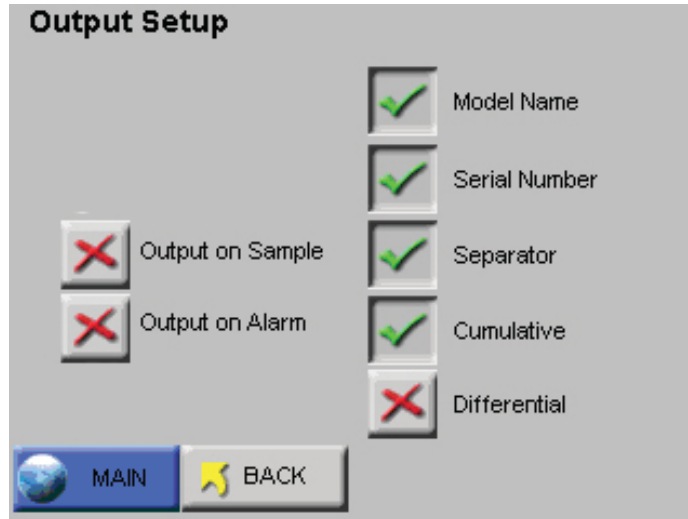 Output Setup
Model Name
Serial Number
Output on Sample
Separator
Output on Alarm
Cumulative
Differential
MAIN
BACK